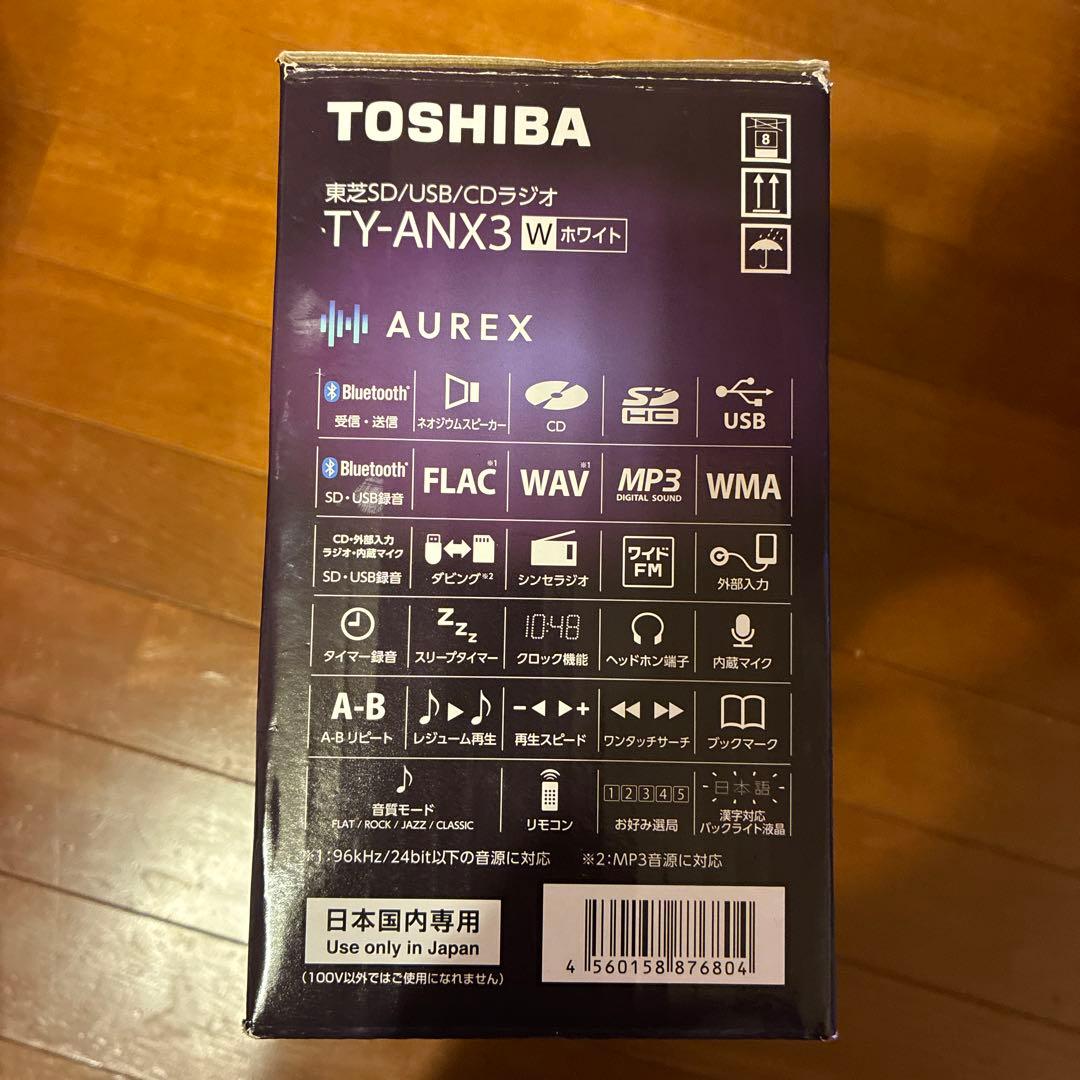 TOSHIBA
8
東芝SD/USB/CDラジオ
TY-ANX3 W ホワイト
AUREX
Bluetooth
受信・送信
ネオジウムスピーカー
CD
SD HC
USB
Bluetooth
SD・USB録音
FLAC ※1
WAV ※1
MP3
DIGITAL SOUND
WMA
CD・外部入力
ラジオ・内蔵マイク
SD・USB録音
ダビング※2
シンセラジオ
ワイド
FM
外部入力
タイマー録音
Zzz
スリープタイマー
10:48
クロック機能
ヘッドホン端子
内蔵マイク
A-B
A-Bリピート
レジューム再生
再生スピード
ワンタッチサーチ
ブックマーク
音質モード
FLAT / ROCK / JAZZ / CLASSIC
リモコン
1 2 3 4 5
お好み選局
日本語
漢字対応
バックライト液晶
※1:96kHz/24bit以下の音源に対応 ※2:MP3音源に対応
日本国内専用
Use only in Japan
(100V以外ではご使用になれません)
4 560158 876804